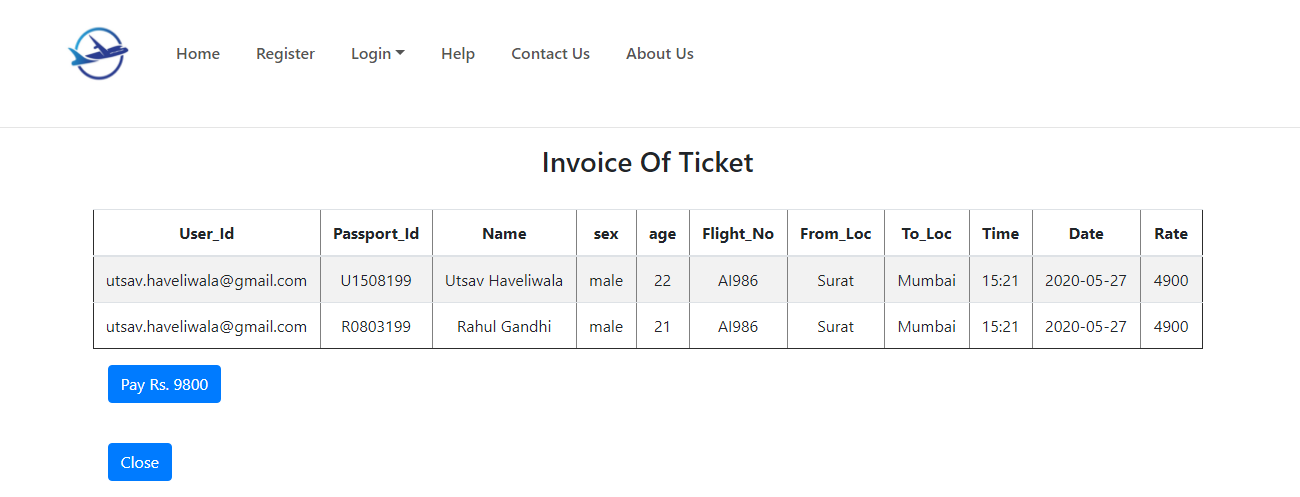 Home Register Login Help Contact Us About Us
Invoice Of Ticket
User_Id Passport_Id Name sex age Flight_No From_Loc To_Loc Time Date Rate
utsav.haveliwala@gmail.com U1508199 Utsav Haveliwala male 22 AI986 Surat Mumbai 15:21 2020-05-27 4900
utsav.haveliwala@gmail.com R0803199 Rahul Gandhi male 21 AI986 Surat Mumbai 15:21 2020-05-27 4900
Pay Rs. 9800
Close